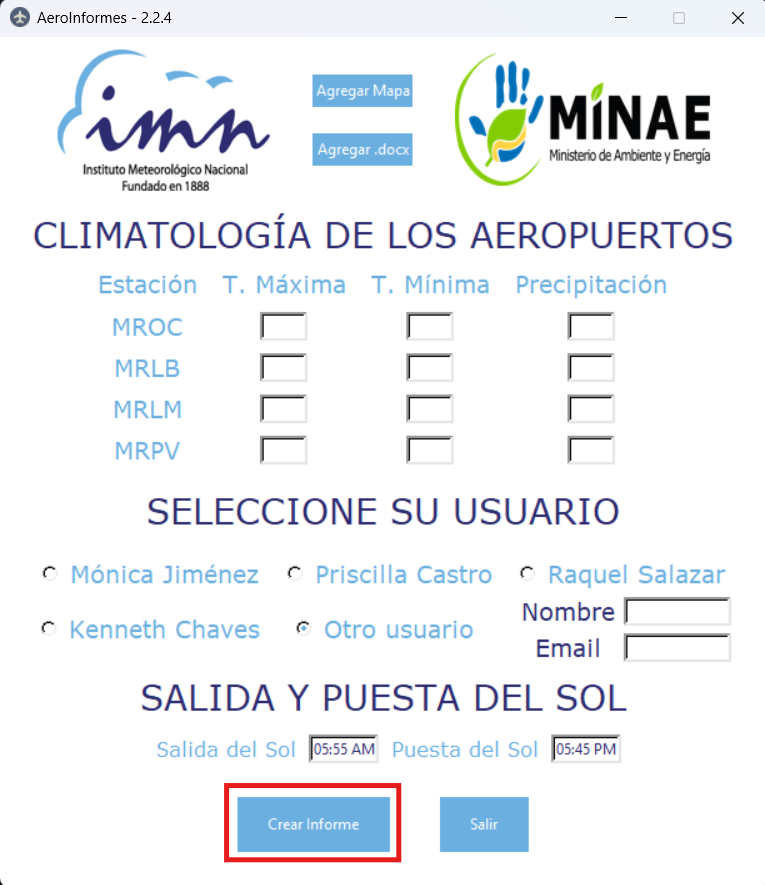 AeroInformes - 2.2.4
imn
Instituto Meteorológico Nacional
Fundado en 1888
Agregar Mapa
Agregar .docx
MINAE
Ministerio de Ambiente y Energía
CLIMATOLOGÍA DE LOS AEROPUERTOS
Estación T. Máxima T. Mínima Precipitación
MROC
MRLB
MRLM
MRPV
SELECCIONE SU USUARIO
Mónica Jiménez Priscilla Castro Raquel Salazar
Kenneth Chaves Otro usuario
Nombre
Email
SALIDA Y PUESTA DEL SOL
Salida del Sol 05:55 AM Puesta del Sol 05:45 PM
Crear Informe Salir